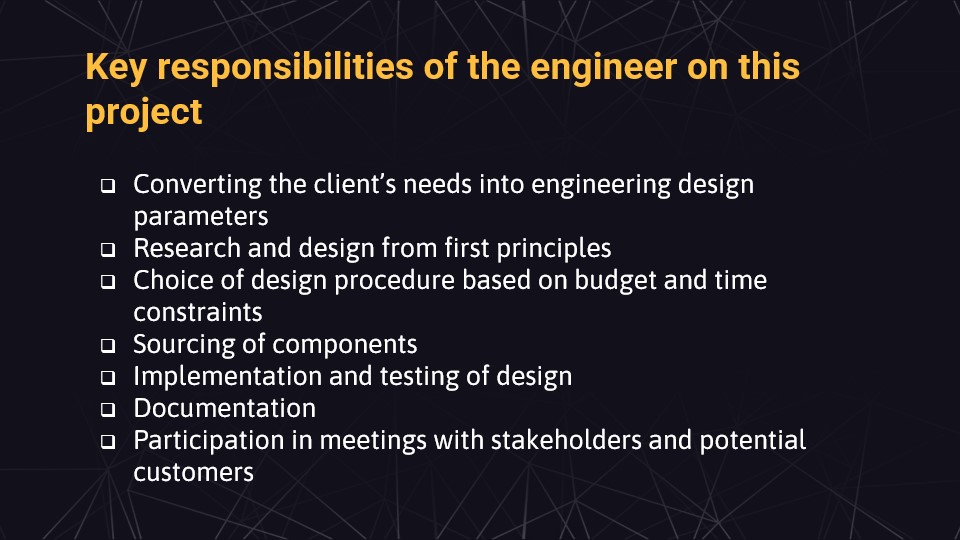 Key responsibilities of the engineer on this
project
❑ Converting the client’s needs into engineering design
parameters
❑ Research and design from first principles
❑ Choice of design procedure based on budget and time
constraints
❑ Sourcing of components
❑ Implementation and testing of design
❑ Documentation
❑ Participation in meetings with stakeholders and potential
customers